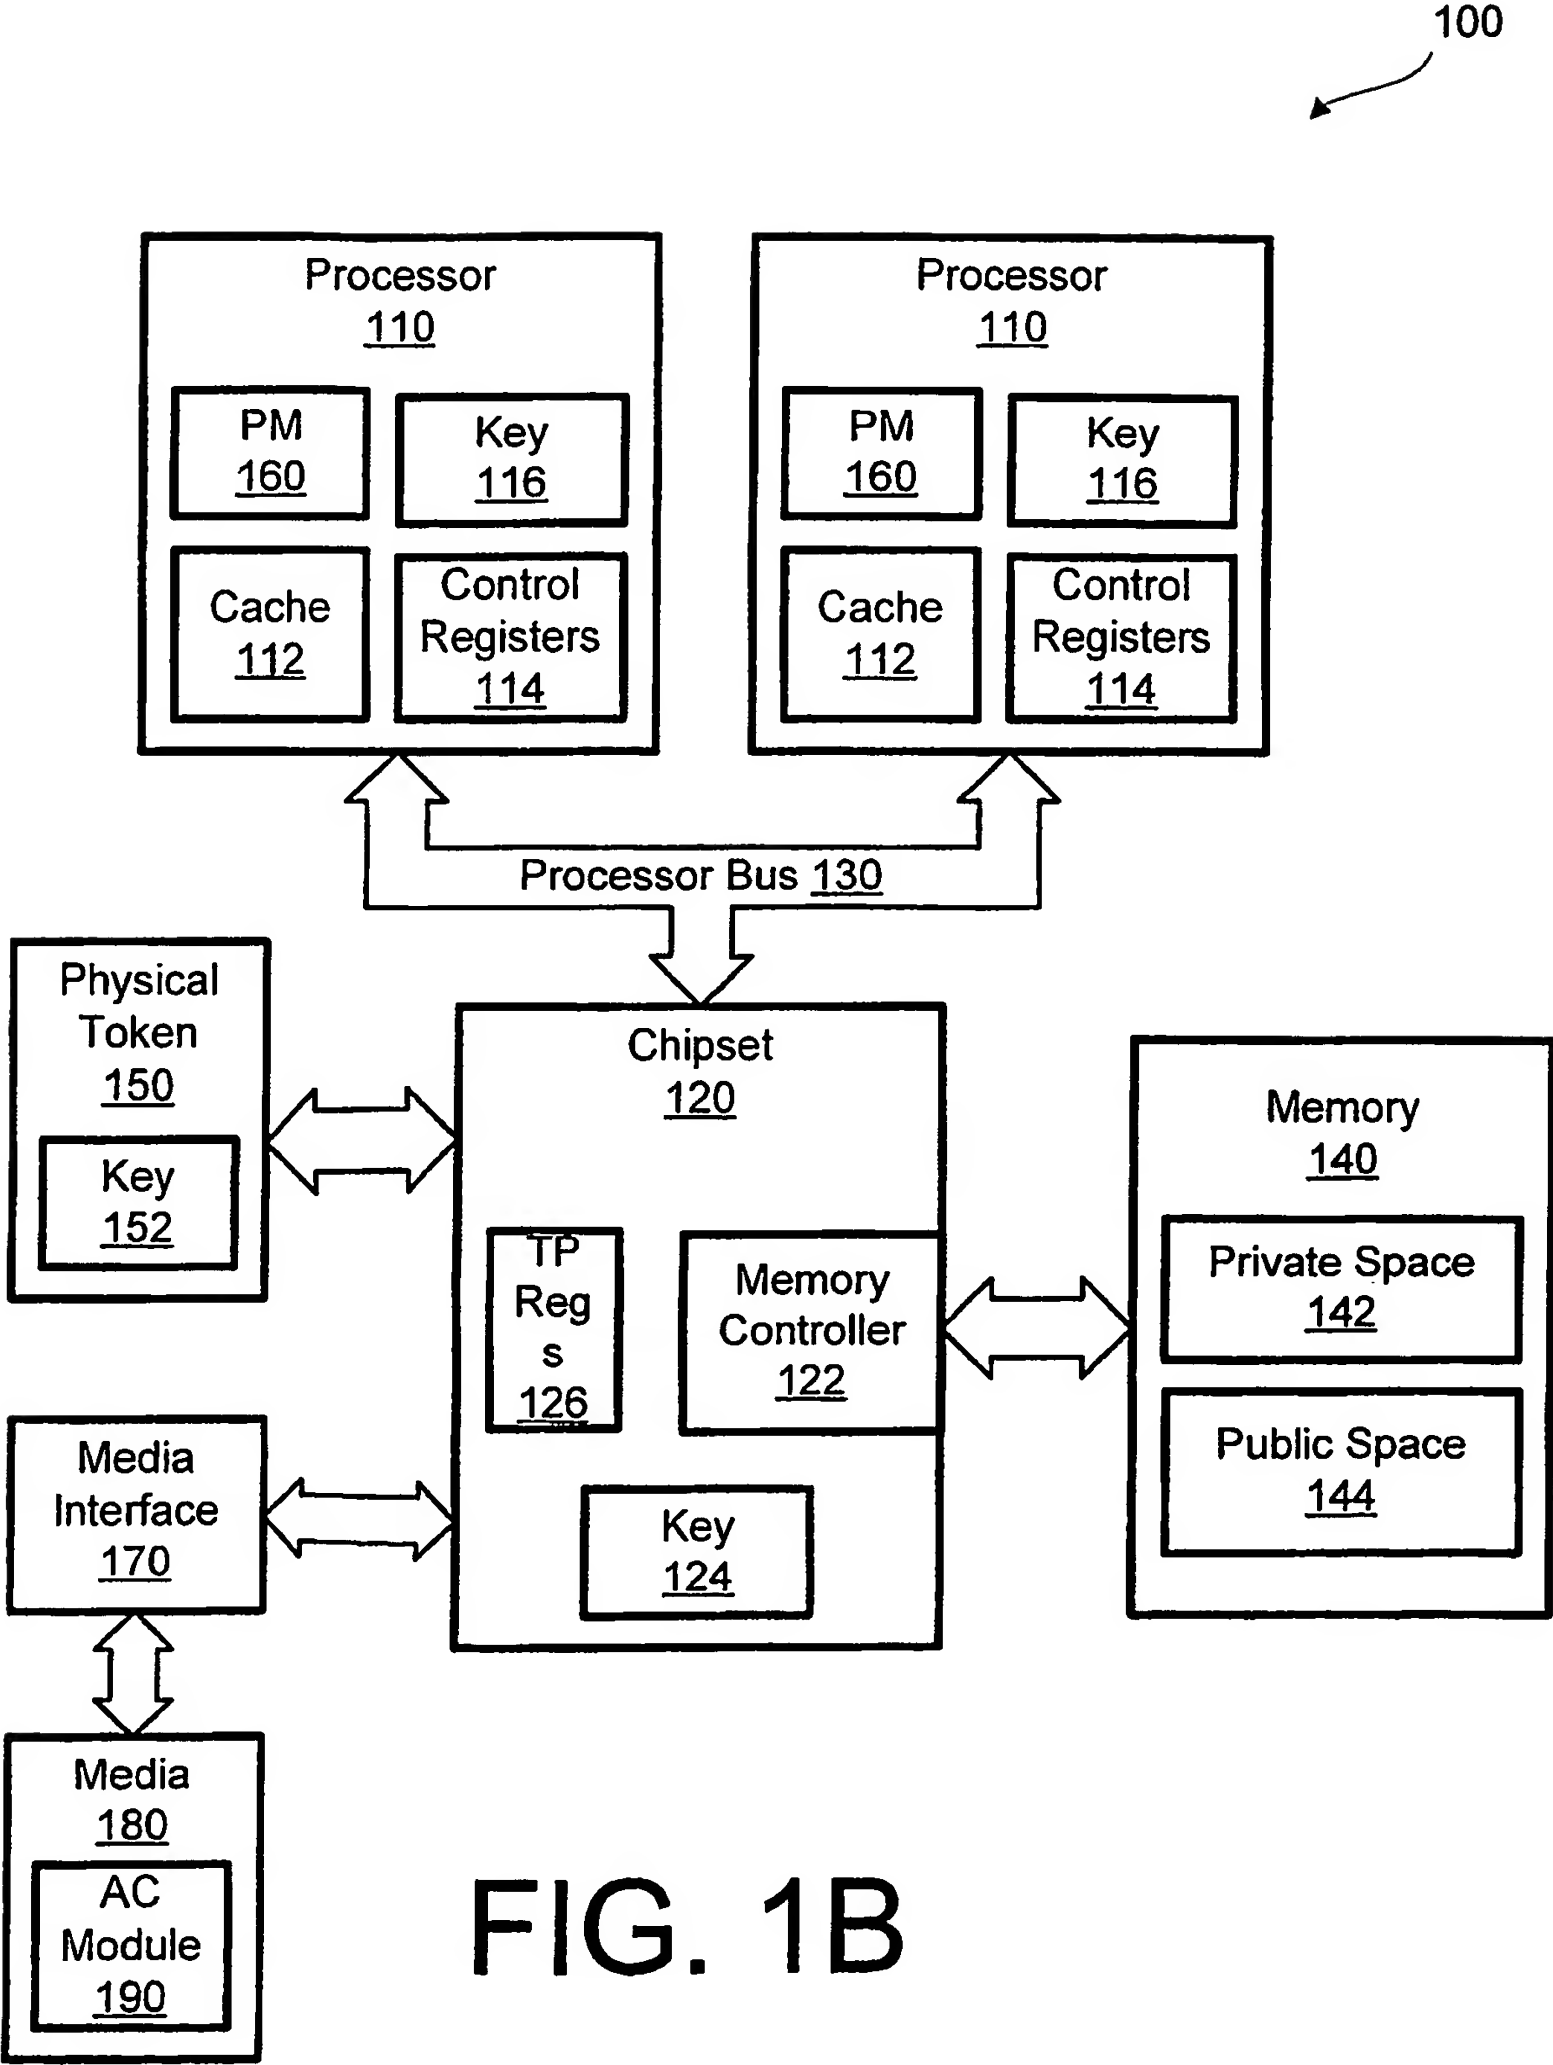 100
Processor
110
PM
160
Key
116
Cache
112
Control
Registers
114
Processor
110
PM
160
Key
116
Cache
112
Control
Registers
114
Processor Bus 130
Physical
Token
150
Key
152
Chipset
120
TP
Reg
s
126
Memory
Controller
122
Key
124
Memory
140
Private Space
142
Public Space
144
Media
Interface
170
Media
180
AC
Module
190
FIG. 1B